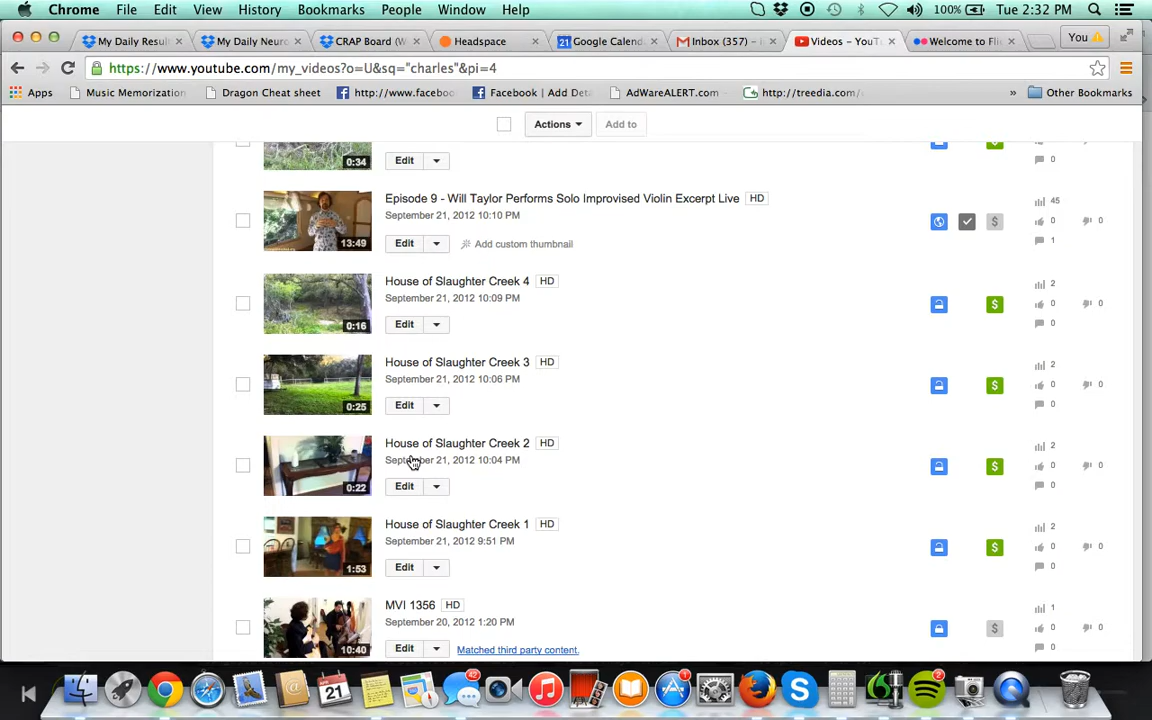 Chrome File Edit View History Bookmarks People Window Help 100% Tue 2:32 PM
My Daily Resul My Daily Neuro CRAP Board (W Headspace Google Calend Inbox (357) – Videos – YouTu Welcome to Fli You
https://www.youtube.com/my_videos?o=U&sq="charles"&pi=4
Apps Music Memorization Dragon Cheat sheet http://www.facebo Facebook | Add Deta AdWareALERT.com http://treedia.com/ » Other Bookmarks
Actions Add to
0:34 Edit 0
Episode 9 - Will Taylor Performs Solo Improvised Violin Excerpt Live HD 45
September 21, 2012 10:10 PM $ 0 0
13:49 Edit Add custom thumbnail 1
House of Slaughter Creek 4 HD 2
September 21, 2012 10:09 PM $ 0 0
0:16 Edit 0
House of Slaughter Creek 3 HD 2
September 21, 2012 10:06 PM $ 0 0
0:25 Edit 0
House of Slaughter Creek 2 HD 2
September 21, 2012 10:04 PM $ 0 0
0:22 Edit 0
House of Slaughter Creek 1 HD 2
September 21, 2012 9:51 PM $ 0 0
1:53 Edit 0
MVI 1356 HD 1
September 20, 2012 1:20 PM $ 0 0
10:40 Edit Matched third party content. 0
APR 21 42 1 2